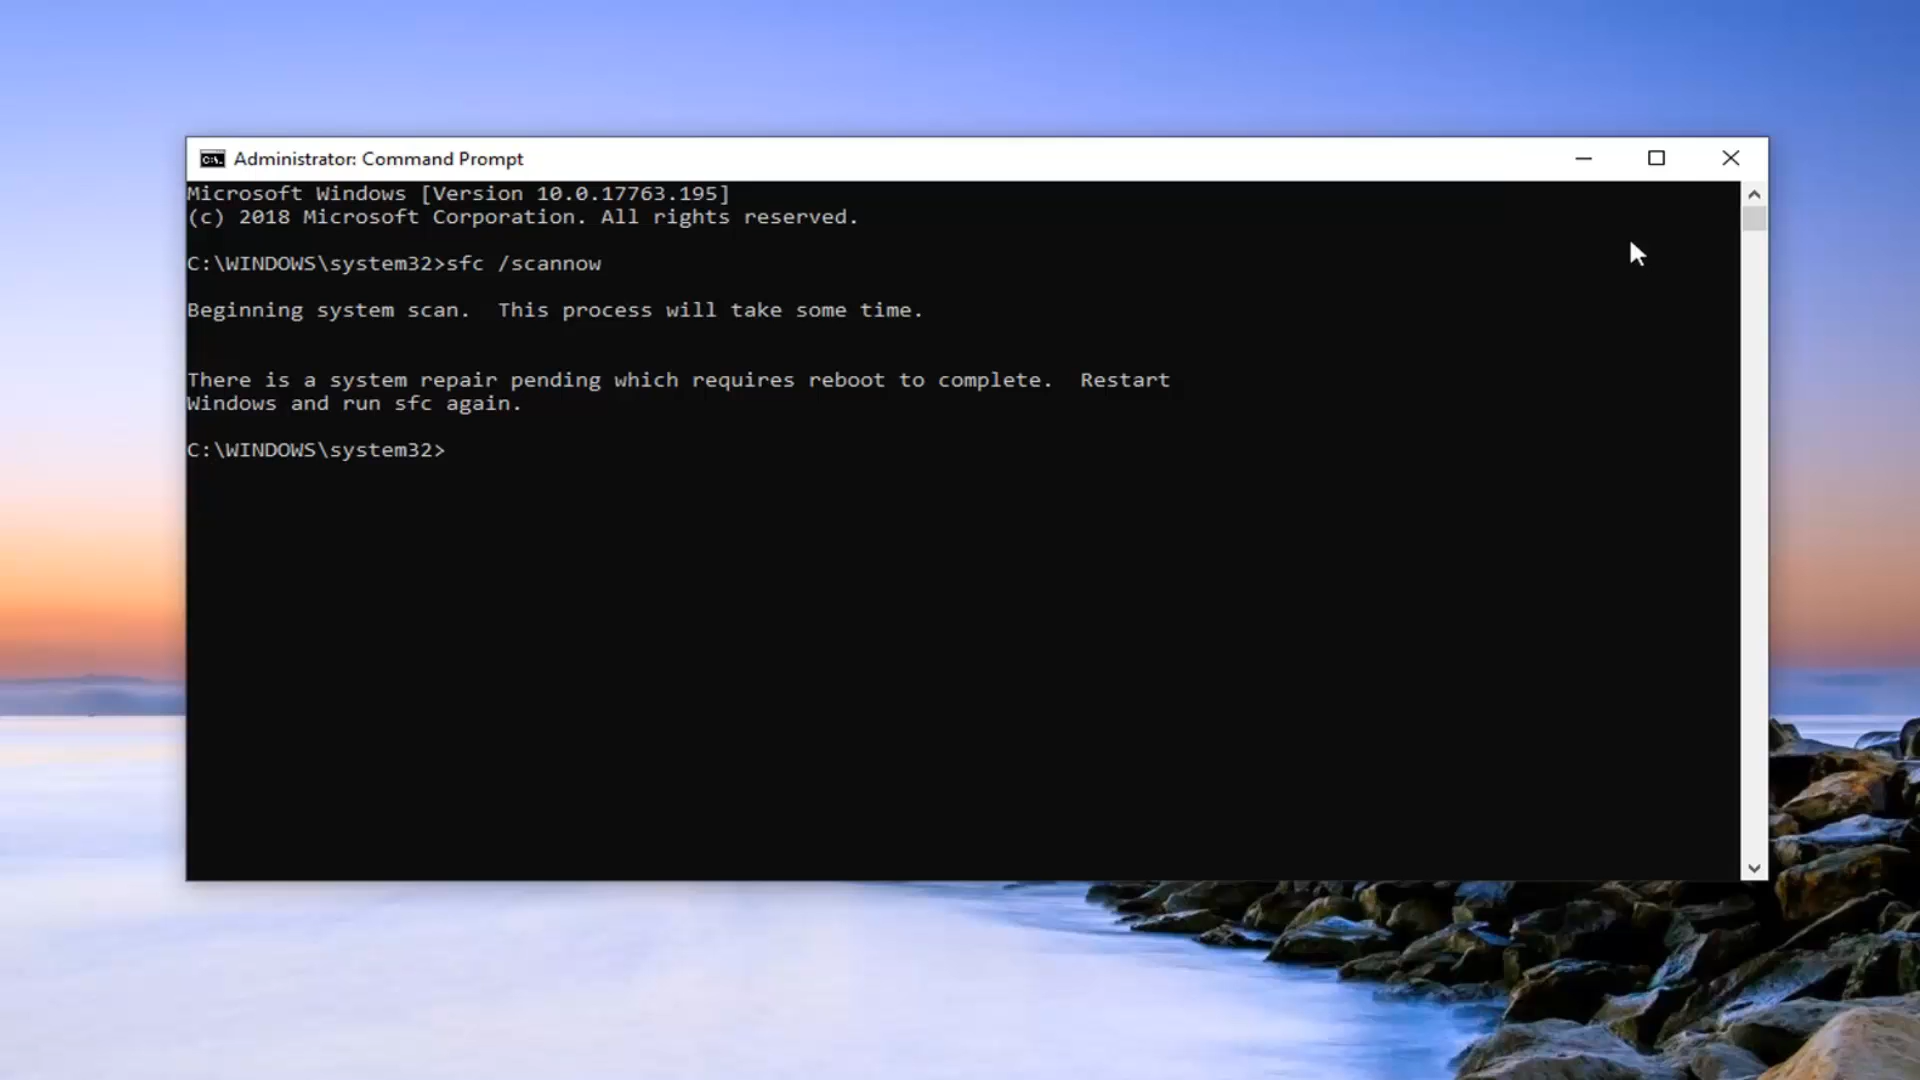 Administrator: Command Prompt
Microsoft Windows [Version 10.0.17763.195]
(c) 2018 Microsoft Corporation. All rights reserved.
C:\WINDOWS\system32>sfc /scannow
Beginning system scan.  This process will take some time.
There is a system repair pending which requires reboot to complete.  Restart
Windows and run sfc again.
C:\WINDOWS\system32>